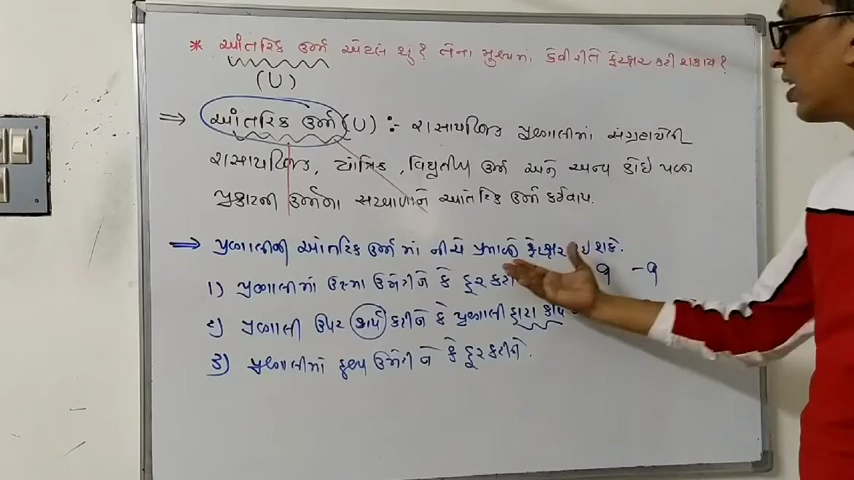 * આંતરિક ઉર્જા એટલે શું? તેના મુલ્યમાં કેવી રીતે ફેરફાર કરી શકાય?
(U)
⇒ આંતરિક ઉર્જા (U) :- રાસાયણિક પ્રણાલીમાં સંગ્રહાયેલી
રાસાયણિક, યાંત્રિક, વિદ્યુતીય ઉર્જા અને અન્ય કોઇ પણ
પ્રકારની ઉર્જાના સરવાળાને આંતરિક ઉર્જા કહેવાય.
⇒ પ્રણાલીની આંતરિક ઉર્જા માં નીચે પ્રમાણે ફેરફાર શકે.
1) પ્રણાલીમાં ઉષ્મા ઉમેરીને કે દૂર કરી q -q
2) પ્રણાલી ઉપર કાર્ય કરીને કે પ્રણાલી દ્વારા કાર્ય
3) પ્રણાલીમાં દ્રવ્ય ઉમેરી ને કે દૂર કરીને.